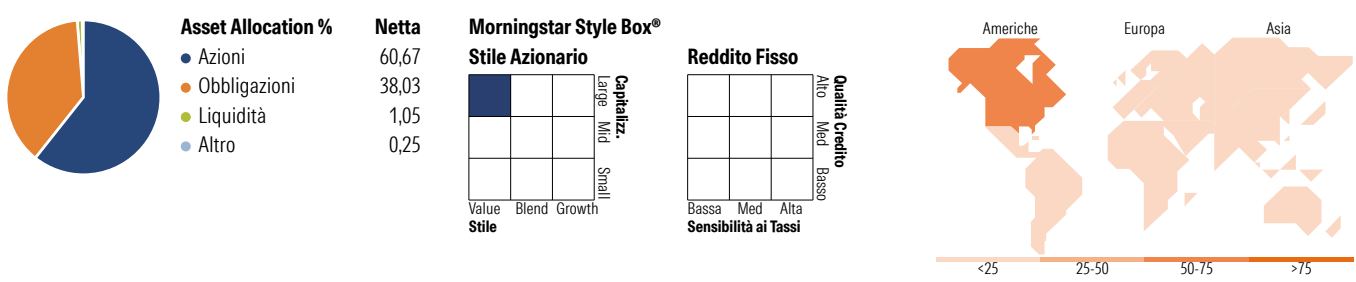 Asset Allocation % Netta
Azioni 60,67
Obbligazioni 38,03
Liquidità 1,05
Altro 0,25
Morningstar Style Box®
Stile Azionario
Large Mid Small
Capitalizz.
Value Blend Growth
Stile
Reddito Fisso
Alto Med Basso
Qualità Credito
Bassa Med Alta
Sensibilità ai Tassi
Americhe Europa Asia
<25 25-50 50-75 >75